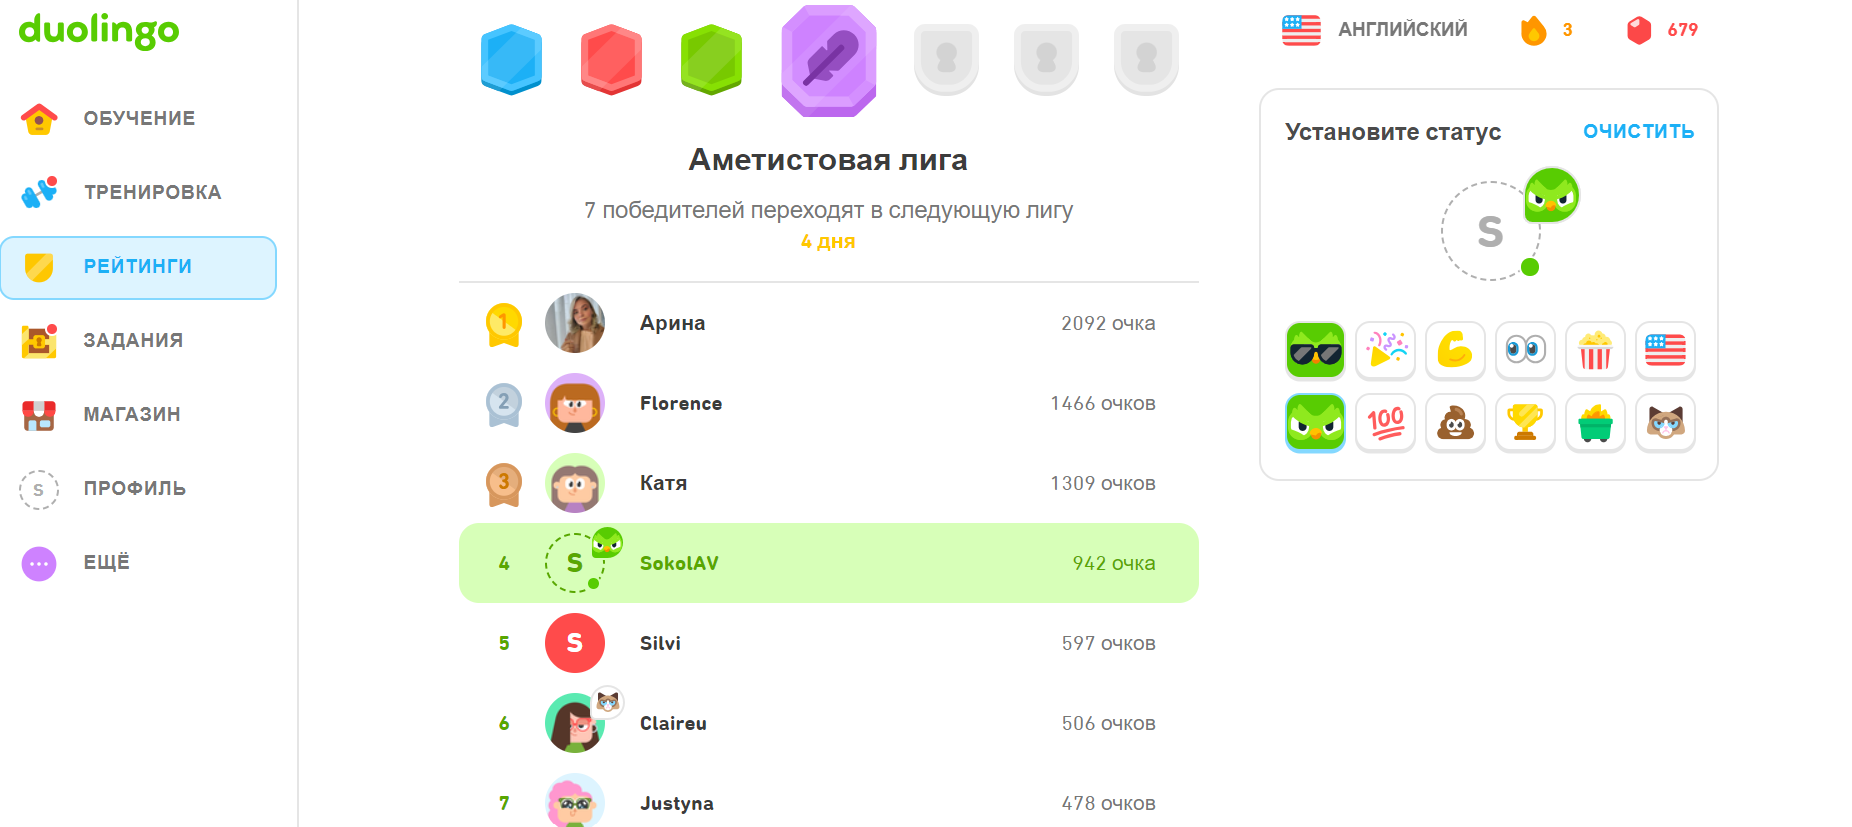 duolingo
ОБУЧЕНИЕ
ТРЕНИРОВКА
РЕЙТИНГИ
ЗАДАНИЯ
МАГАЗИН
S ПРОФИЛЬ
ЕЩЁ
Аметистовая лига
7 победителей переходят в следующую лигу
4 дня
1 Арина 2092 очка
2 Florence 1466 очков
3 Катя 1309 очков
4 S SokolAV 942 очка
5 S Silvi 597 очков
6 Claireu 506 очков
7 Justyna 478 очков
АНГЛИЙСКИЙ 3 679
Установите статус ОЧИСТИТЬ
S
100